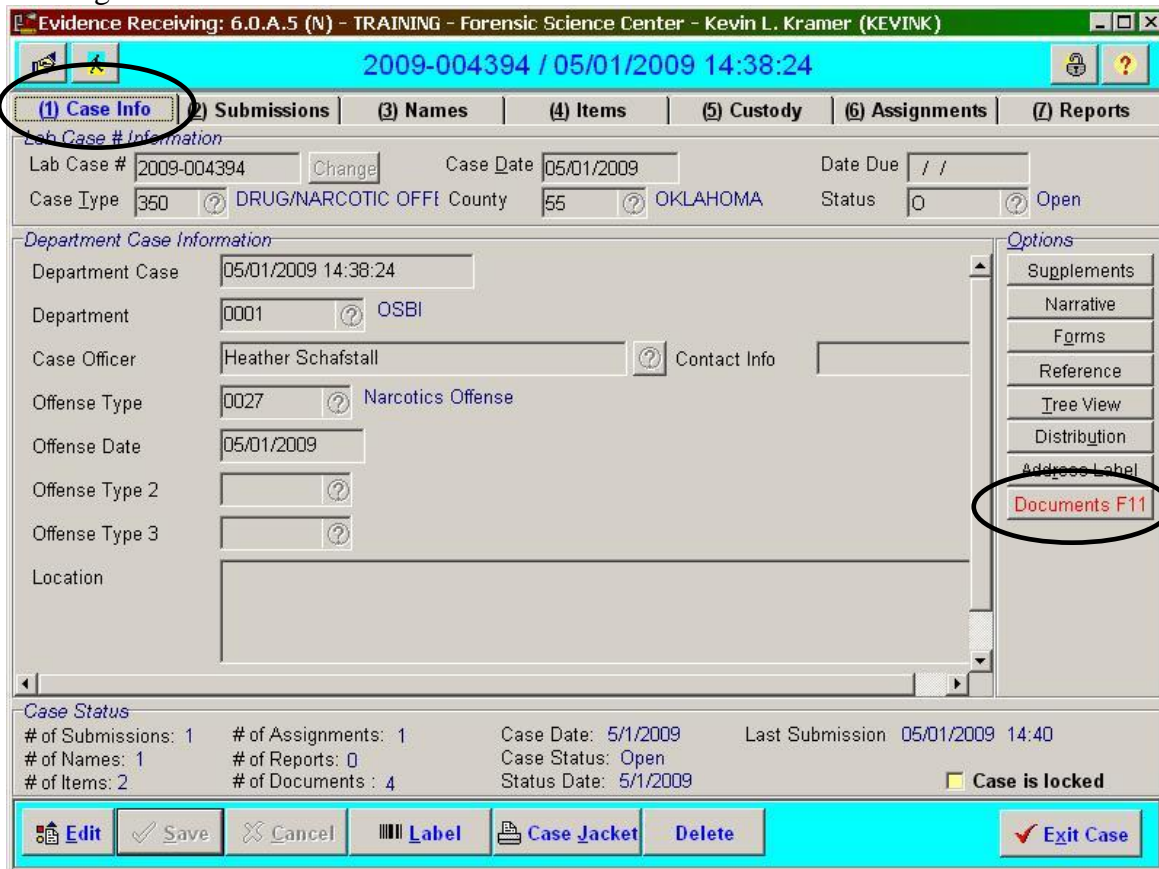 Evidence Receiving: 6.0.A.5 (N) - TRAINING - Forensic Science Center - Kevin L. Kramer (KEVINK)
2009-004394 / 05/01/2009 14:38:24
?
(1) Case Info (2) Submissions (3) Names (4) Items (5) Custody (6) Assignments (7) Reports
Lab Case # Information
Lab Case # 2009-004394 Change Case Date 05/01/2009 Date Due / /
Case Type 350 ? DRUG/NARCOTIC OFFE County 55 ? OKLAHOMA Status O ? Open
Department Case Information
Options
Department Case 05/01/2009 14:38:24
Supplements
Department 0001 ? OSBI
Narrative
Forms
Case Officer Heather Schafstall ? Contact Info
Reference
Offense Type 0027 ? Narcotics Offense
Tree View
Offense Date 05/01/2009
Distribution
Address Label
Offense Type 2 ?
Documents F11
Offense Type 3 ?
Location
Case Status
# of Submissions: 1 # of Assignments: 1 Case Date: 5/1/2009 Last Submission 05/01/2009 14:40
# of Names: 1 # of Reports: 0 Case Status: Open
# of Items: 2 # of Documents : 4 Status Date: 5/1/2009 Case is locked
Edit Save Cancel Label Case Jacket Delete Exit Case